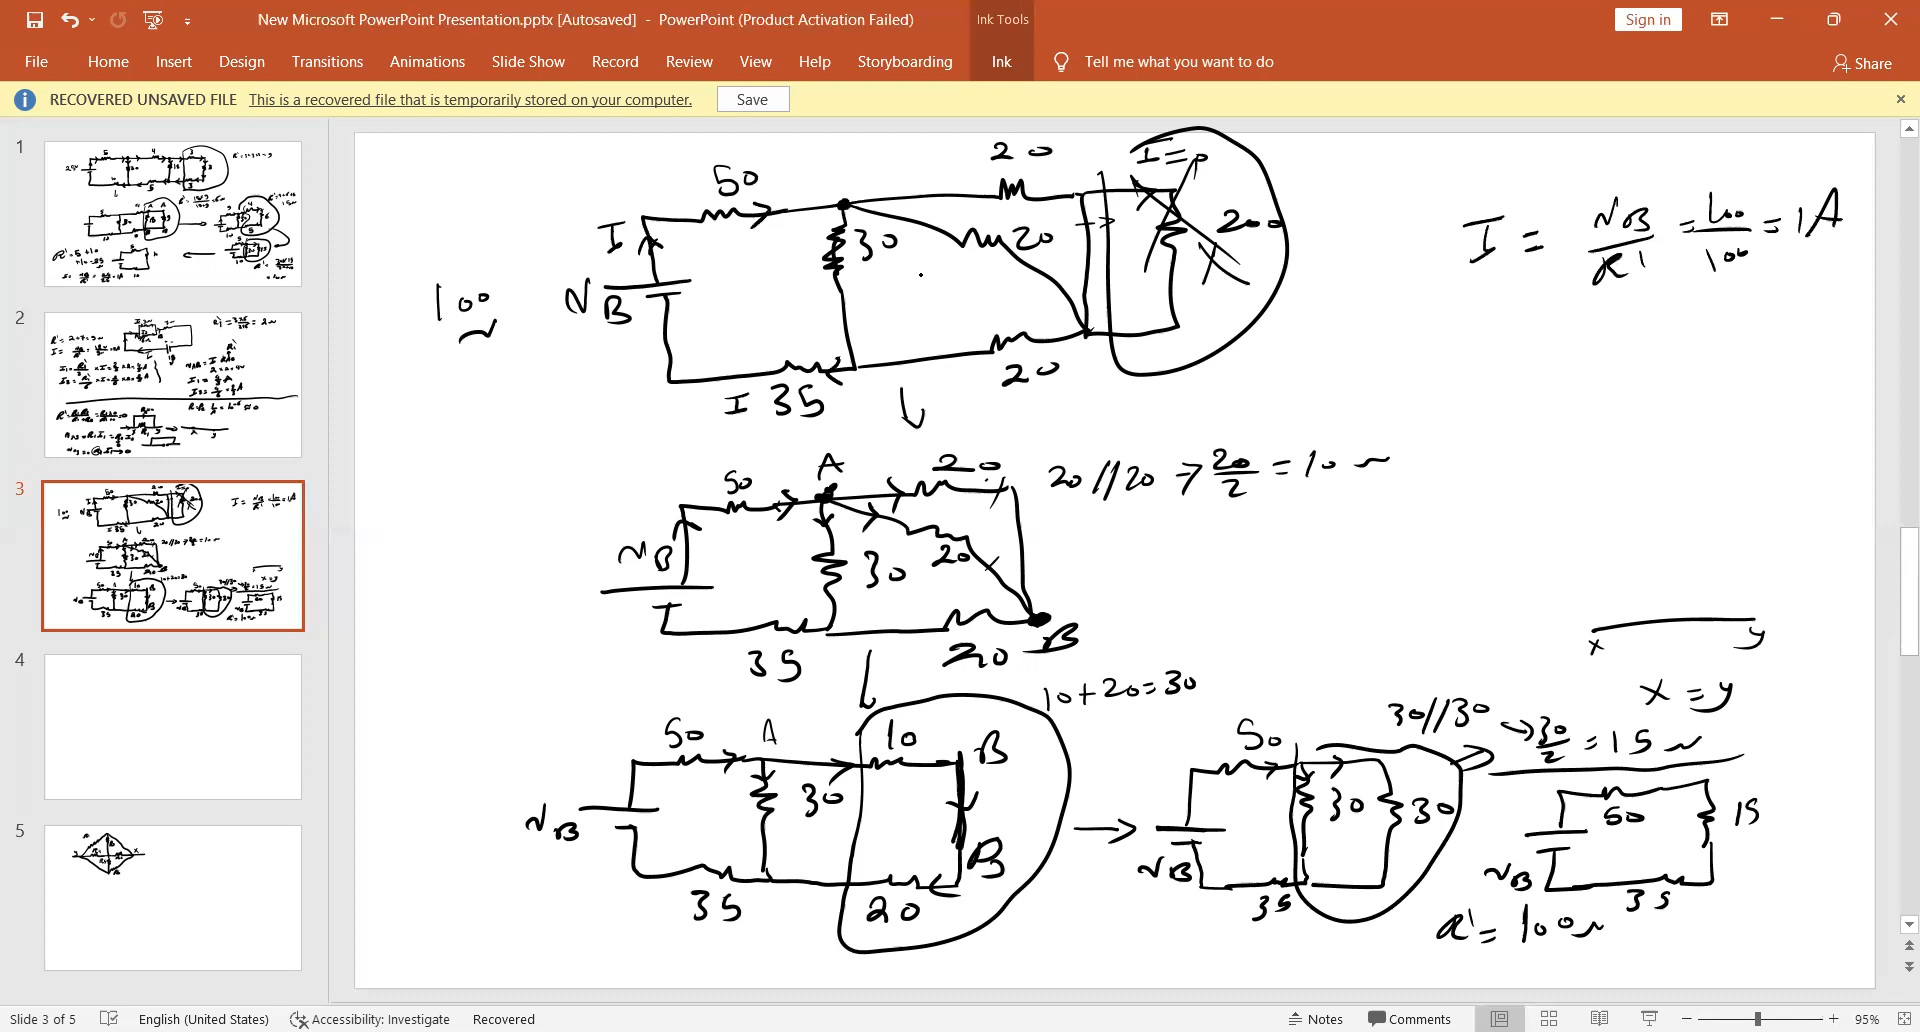 New Microsoft PowerPoint Presentation.pptx [Autosaved] - PowerPoint (Product Activation Failed)
Ink Tools
Sign in
File Home Insert Design Transitions Animations Slide Show Record Review View Help Storyboarding Ink Tell me what you want to do
Share
RECOVERED UNSAVED FILE This is a recovered file that is temporarily stored on your computer. Save
1
2
3
4
5
20
I=0
50
20
200
I
30
100
VB
20
I 35
I = VB/R' = 100/100 = 1A
A
50
20
20//20 → 20/2 = 10
VB
30
20
35
20
B
10+20=30
x y
x = y
50
A
10
B
30
VB
B
35
20
50
30//30 → 30/2 = 15
30
30
VB
35
50
15
VB
35
R' = 100
Slide 3 of 5 English (United States) Accessibility: Investigate Recovered
Notes Comments 95%